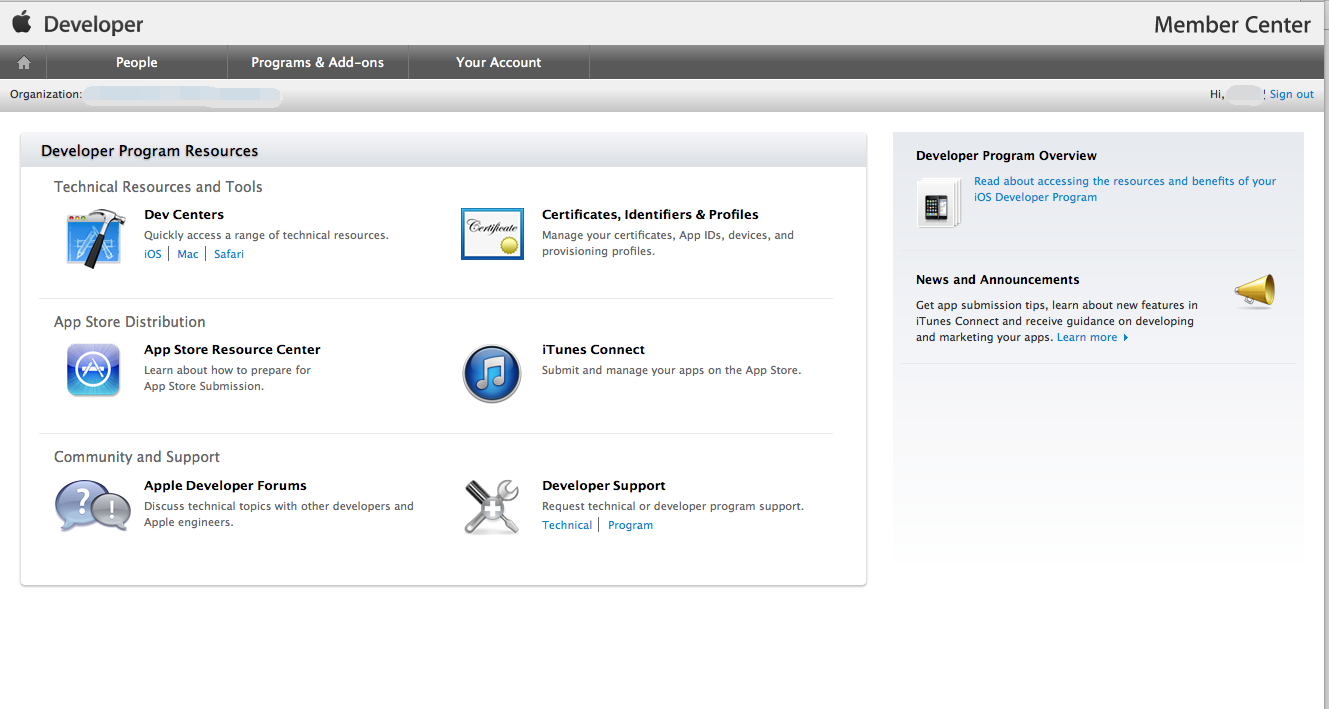 Developer
Member Center
People
Programs & Add-ons
Your Account
Organization:
Hi, ! Sign out
Developer Program Resources
Technical Resources and Tools
Dev Centers
Quickly access a range of technical resources.
iOS | Mac | Safari
Certificate
Certificates, Identifiers & Profiles
Manage your certificates, App IDs, devices, and
provisioning profiles.
App Store Distribution
App Store Resource Center
Learn about how to prepare for
App Store Submission.
iTunes Connect
Submit and manage your apps on the App Store.
Community and Support
? !
Apple Developer Forums
Discuss technical topics with other developers and
Apple engineers.
Developer Support
Request technical or developer program support.
Technical | Program
Developer Program Overview
Read about accessing the resources and benefits of your
iOS Developer Program
News and Announcements
Get app submission tips, learn about new features in
iTunes Connect and receive guidance on developing
and marketing your apps. Learn more